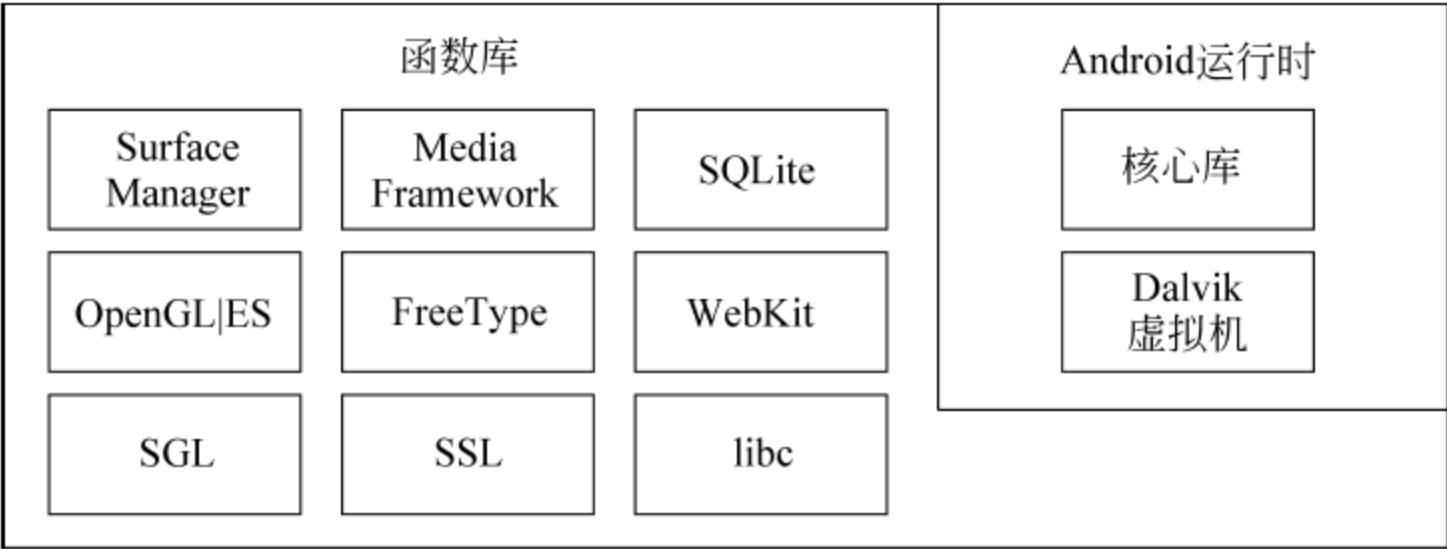 函数库
Surface
Manager
Media
Framework
SQLite
OpenGL|ES
FreeType
WebKit
SGL
SSL
libc
Android运行时
核心库
Dalvik
虚拟机